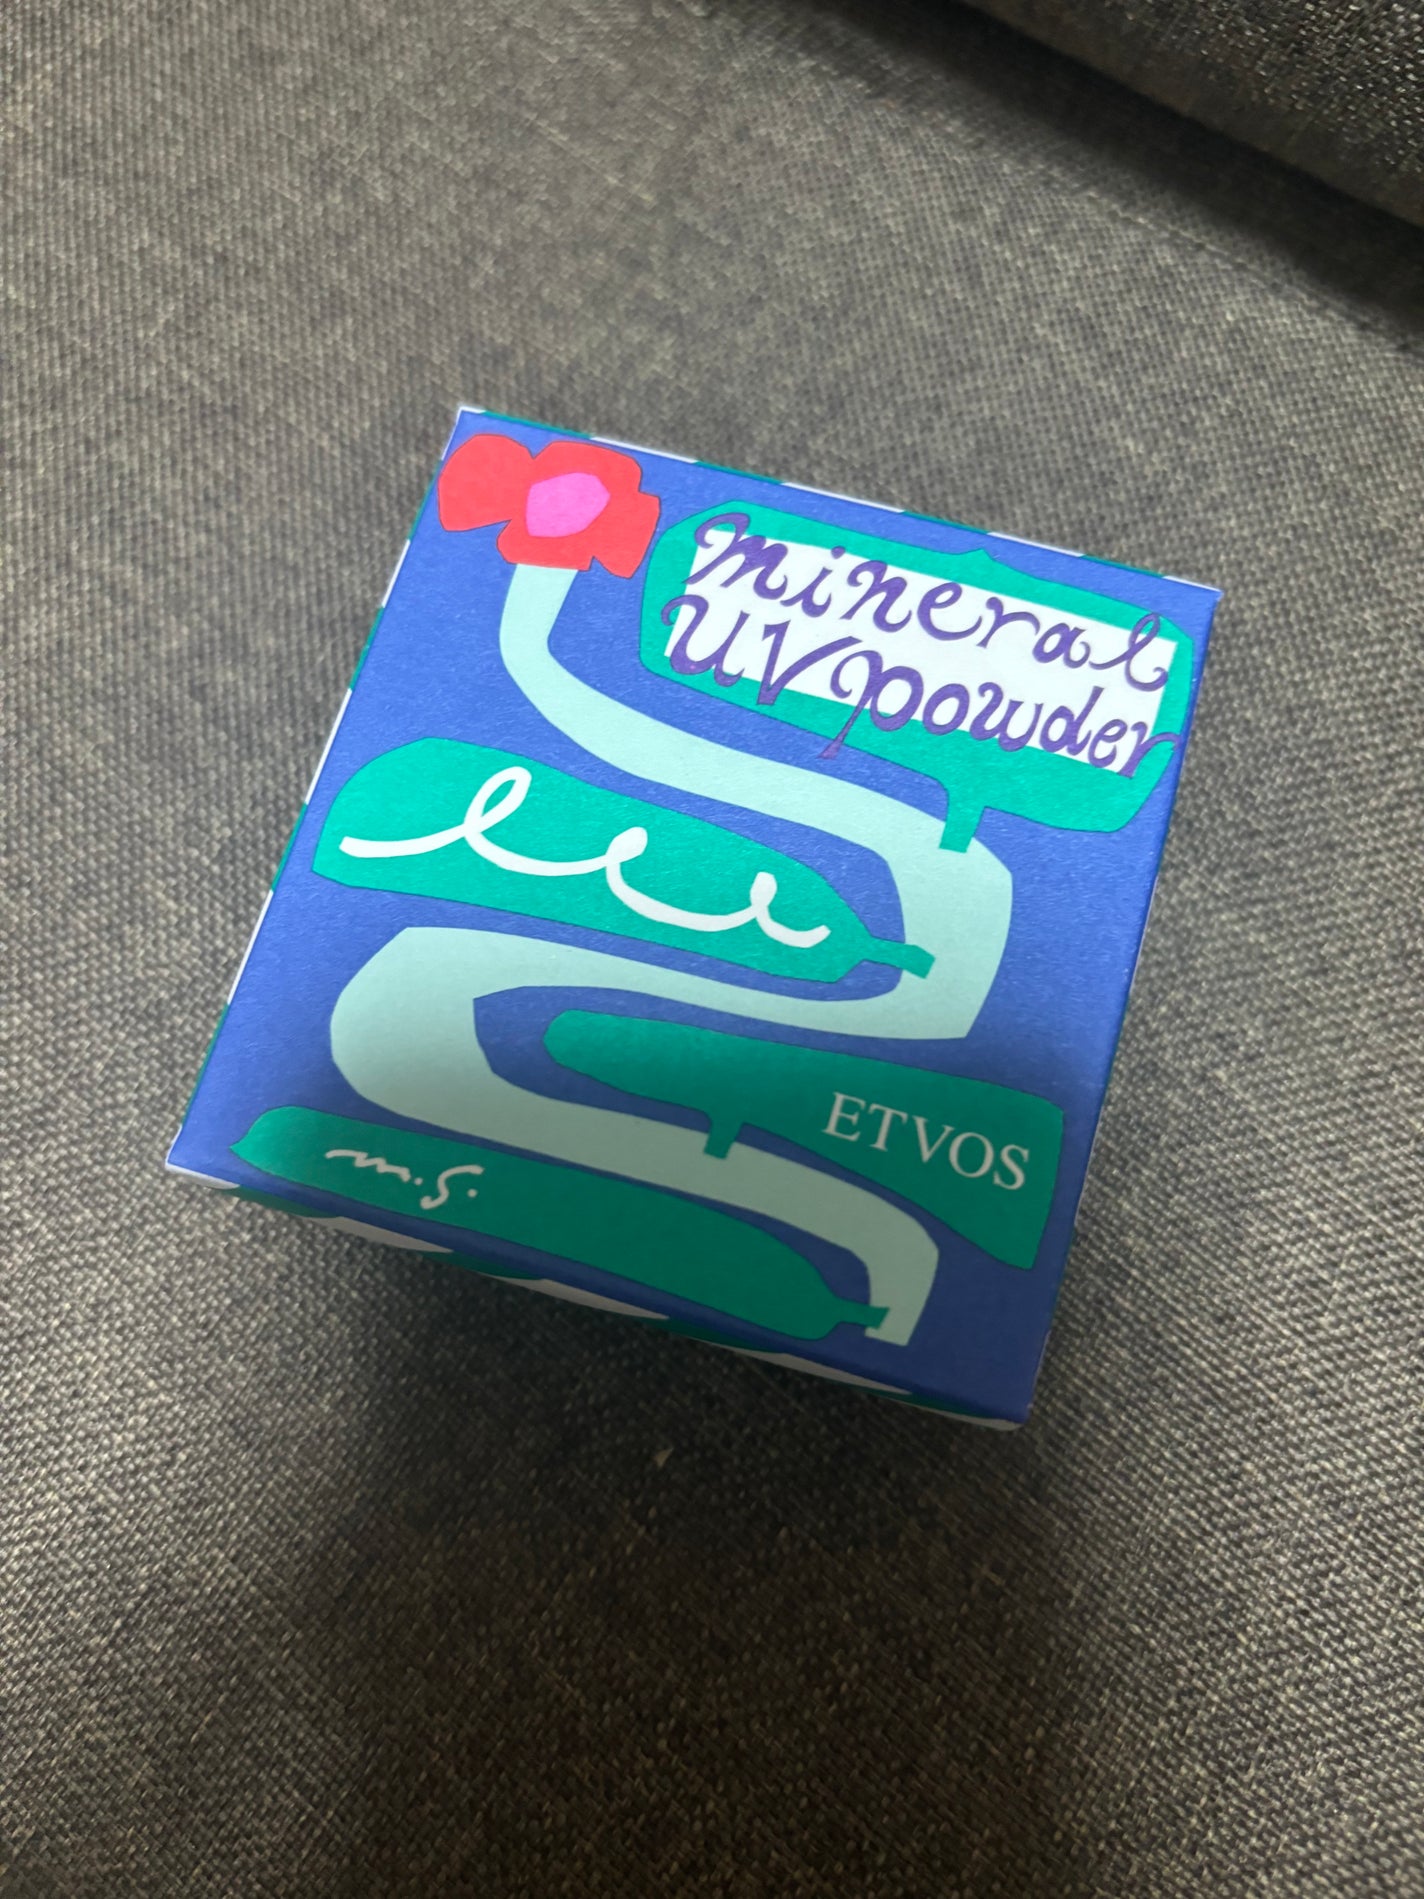 mineral
UV powder
ETVOS
m.S.